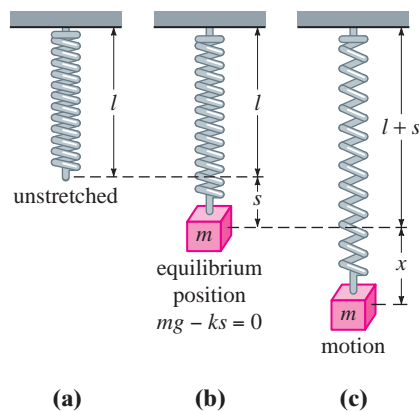 l
unstretched
(a)
l
s
m
equilibrium
position
mg − ks = 0
(b)
l + s
x
m
motion
(c)